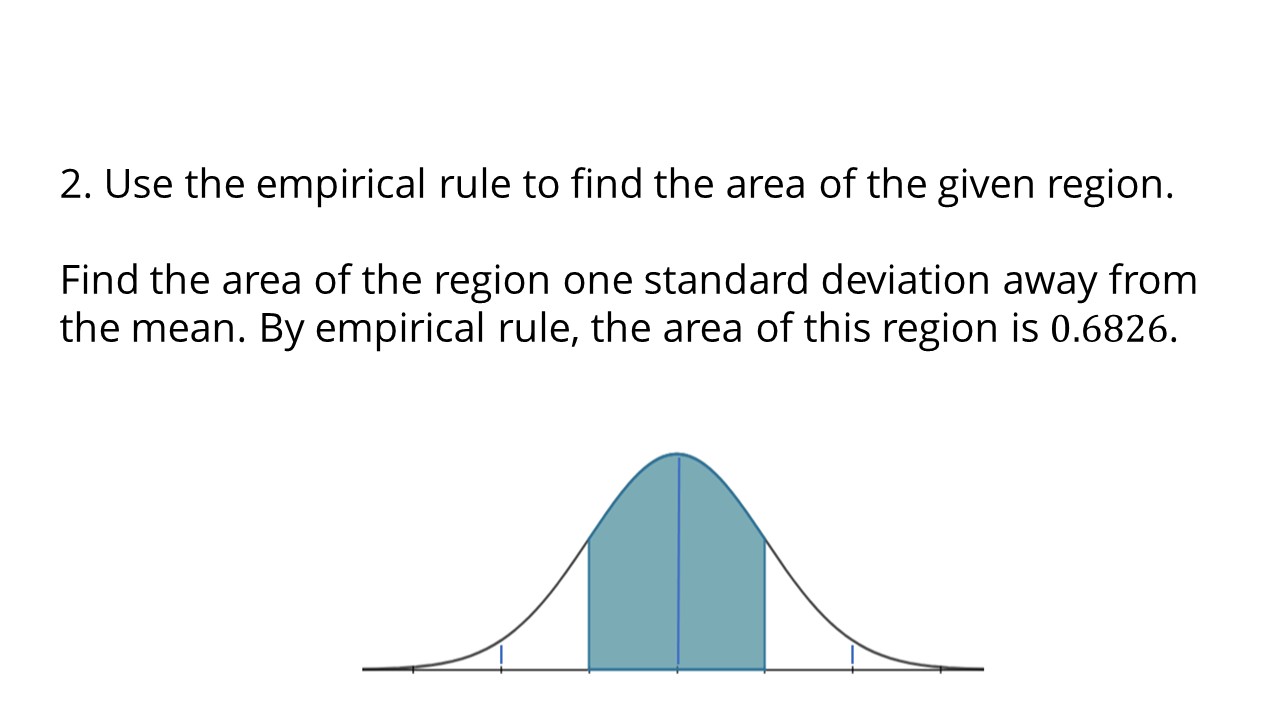 2. Use the empirical rule to find the area of the given region.
Find the area of the region one standard deviation away from
the mean. By empirical rule, the area of this region is 0.6826.